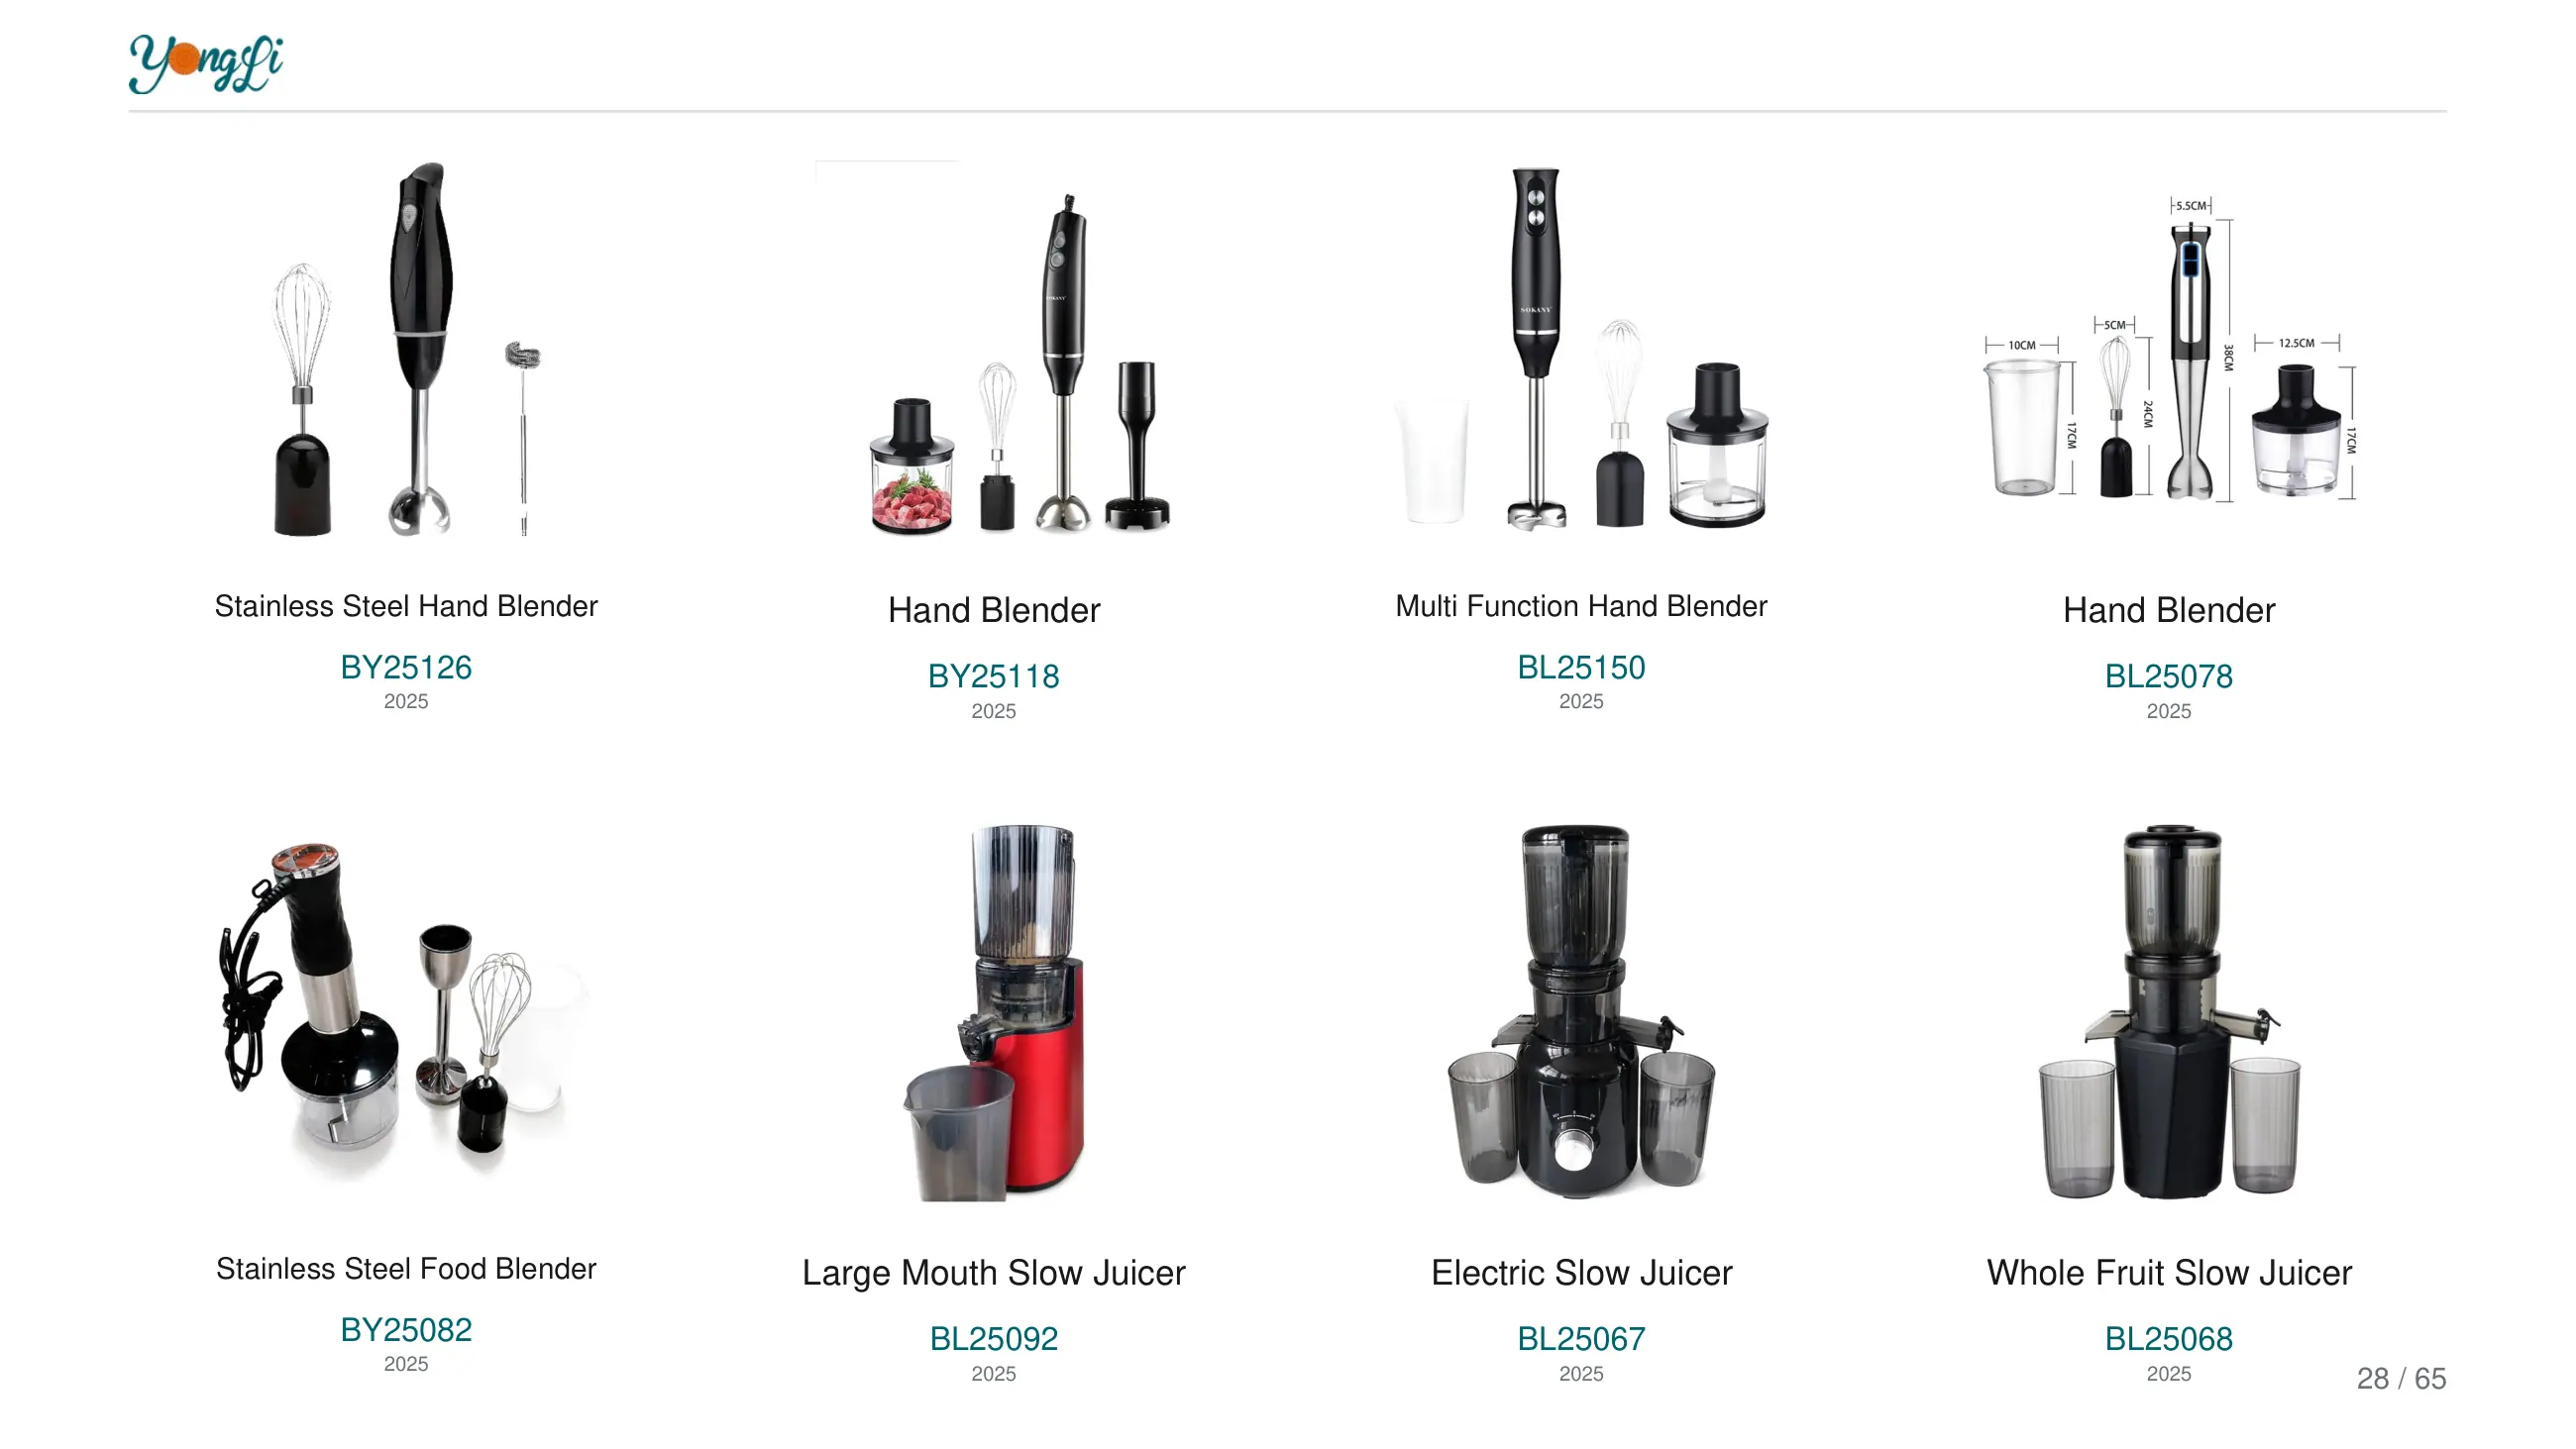 YongLi
SOKANY
SOKANY
5.5CM
5CM
10CM
12.5CM
38CM
24CM
17CM
17CM
Stainless Steel Hand Blender
BY25126
2025
Hand Blender
BY25118
2025
Multi Function Hand Blender
BL25150
2025
Hand Blender
BL25078
2025
Stainless Steel Food Blender
BY25082
2025
Large Mouth Slow Juicer
BL25092
2025
Electric Slow Juicer
BL25067
2025
Whole Fruit Slow Juicer
BL25068
2025
28 / 65